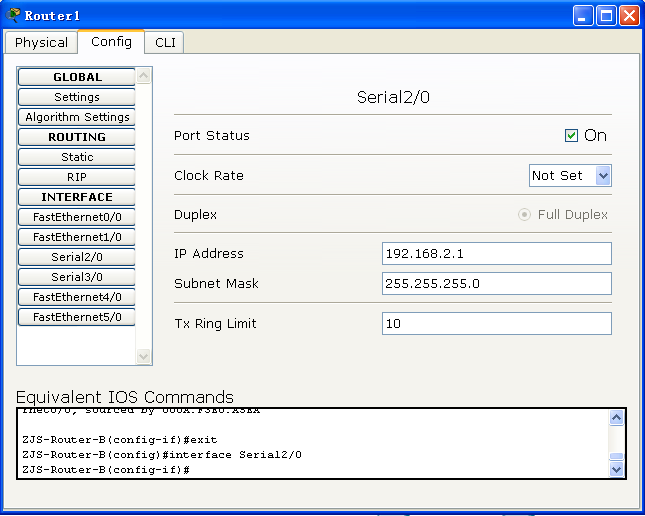 Router1
Physical Config CLI
GLOBAL
Settings
Algorithm Settings
ROUTING
Static
RIP
INTERFACE
FastEthernet0/0
FastEthernet1/0
Serial2/0
Serial3/0
FastEthernet4/0
FastEthernet5/0
Serial2/0
Port Status On
Clock Rate Not Set
Duplex Full Duplex
IP Address 192.168.2.1
Subnet Mask 255.255.255.0
Tx Ring Limit 10
Equivalent IOS Commands
sourced by
ZJS-Router-B(config-if)#exit
ZJS-Router-B(config)#interface Serial2/0
ZJS-Router-B(config-if)#